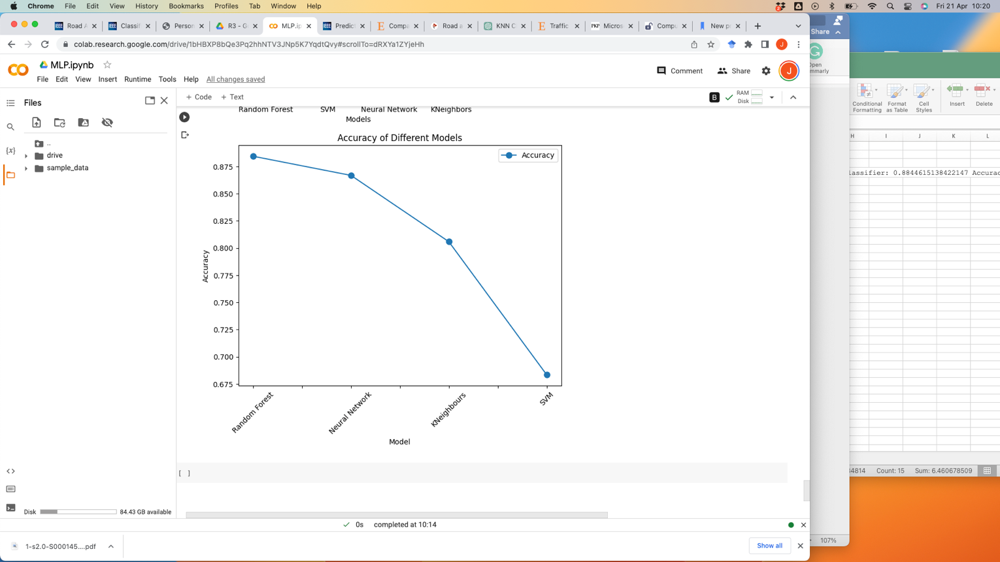 Chrome File Edit View History Bookmarks Profiles Tab Window Help
Fri 21 Apr 10:20
Road A
Classif
Person
R3 - G
MLP.ip
Predict
Compa
Road a
KNN C
Traffic
PKP Micros
Compu
New p
Share
colab.research.google.com/drive/1bHBXP8bQe3Pq2hhNTV3JNp5K7YqdtQvy#scrollTo=dRXYa1ZYjeHh
J
MLP.ipynb
Comment
Share
J
File Edit View Insert Runtime Tools Help All changes saved
Files
+ Code + Text
B
RAM
Disk
..
drive
sample_data
{x}
Random Forest SVM Neural Network KNeighbors
Models
Accuracy of Different Models
Accuracy
0.875
0.850
0.825
0.800
0.775
0.750
0.725
0.700
0.675
Accuracy
Random Forest
Neural Network
KNeighbours
SVM
Model
[ ]
Disk
84.43 GB available
0s completed at 10:14
1-s2.0-S000145....pdf
Show all
Conditional
Formatting
Format
as Table
Cell
Styles
Insert
Delete
H I J K L
lassifier: 0.8844615138422147 Accurac
Count: 15 Sum: 6.460678509
107%